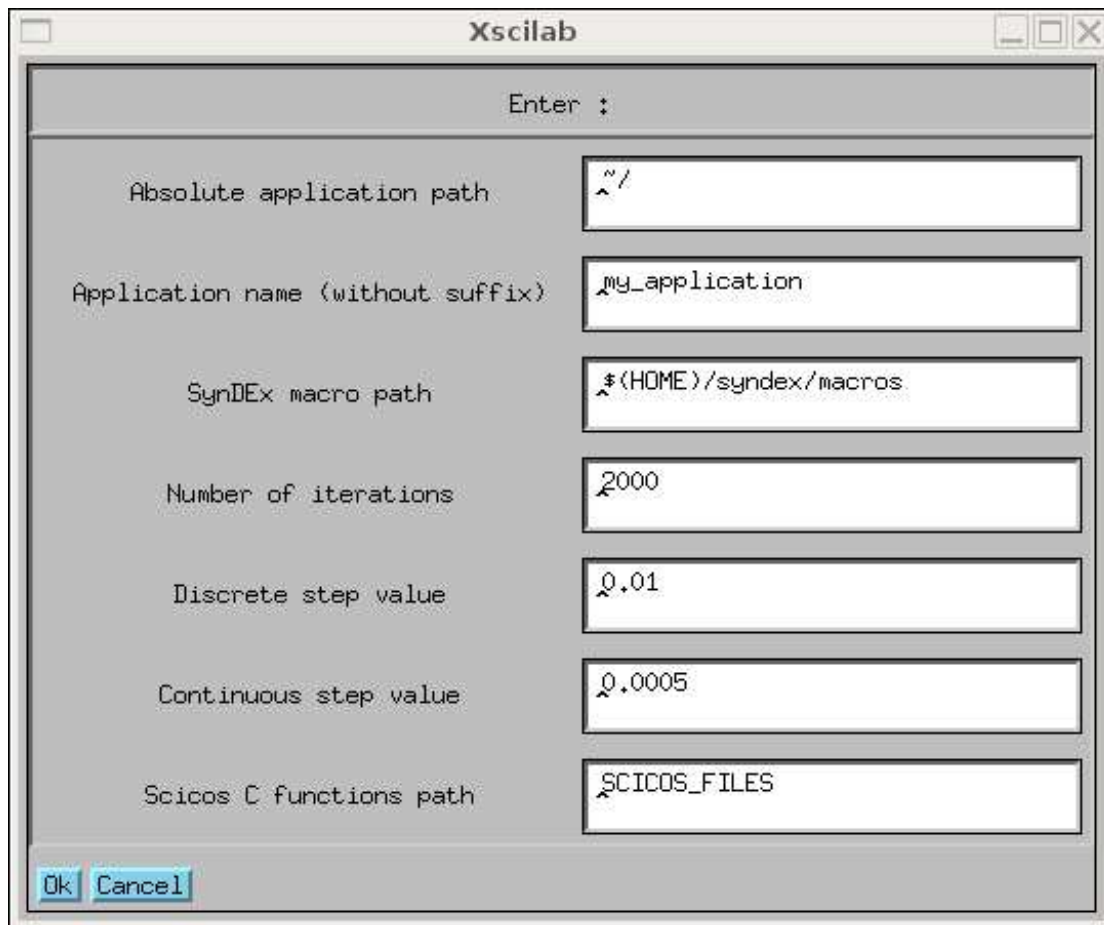 Xscilab
Enter :
Absolute application path ~/
Application name (without suffix) my_application
SynDEx macro path $(HOME)/syndex/macros
Number of iterations 2000
Discrete step value 0.01
Continuous step value 0.0005
Scicos C functions path SCICOS_FILES
Ok Cancel